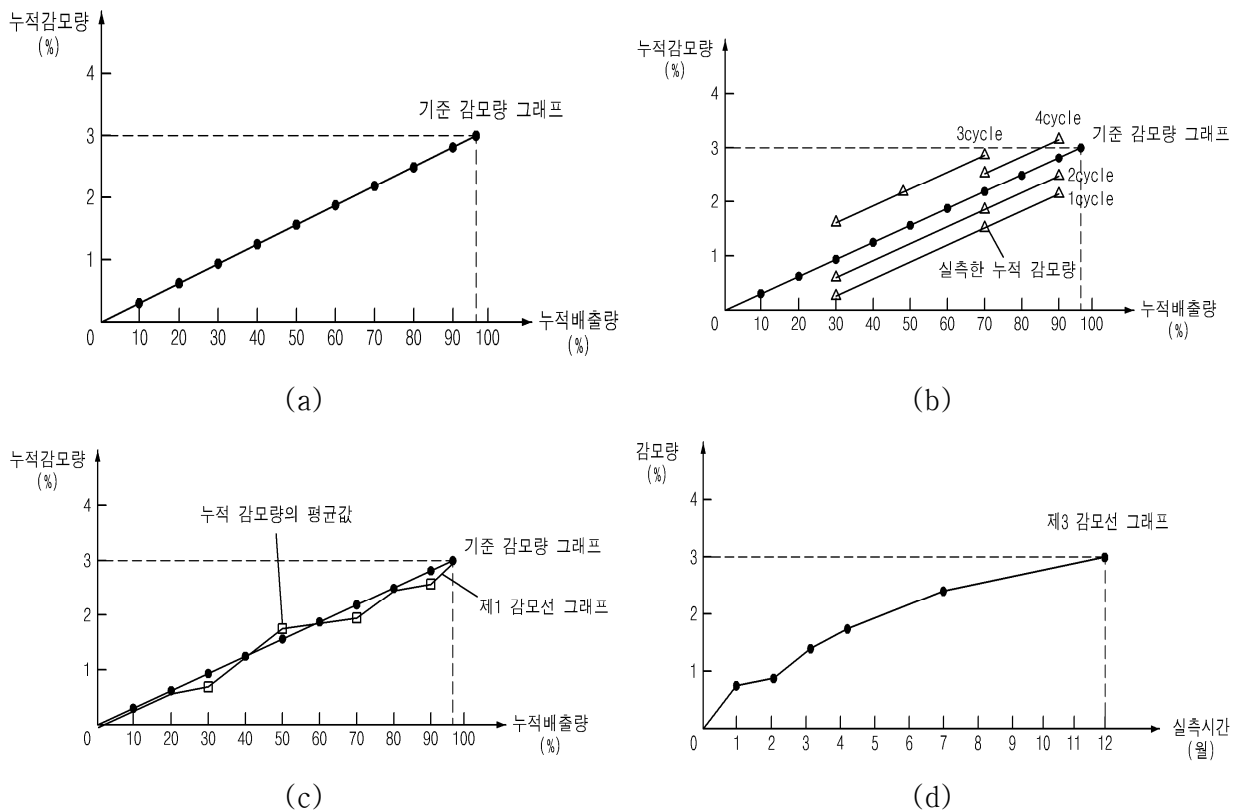 누적감모량
(%)
4
3
2
1
기준 감모량 그래프
0 10 20 30 40 50 60 70 80 90 100
누적배출량
(%)
(a)
누적감모량
(%)
4
3
2
1
4cycle
3cycle
기준 감모량 그래프
2cycle
1cycle
실측한 누적 감모량
0 10 20 30 40 50 60 70 80 90 100
누적배출량
(%)
(b)
누적감모량
(%)
4
3
2
1
누적 감모량의 평균값
기준 감모량 그래프
제1 감모선 그래프
0 10 20 30 40 50 60 70 80 90 100
누적배출량
(%)
(c)
감모량
(%)
4
3
2
1
제3 감모선 그래프
0 1 2 3 4 5 6 7 8 9 10 11 12
실측시간
(월)
(d)